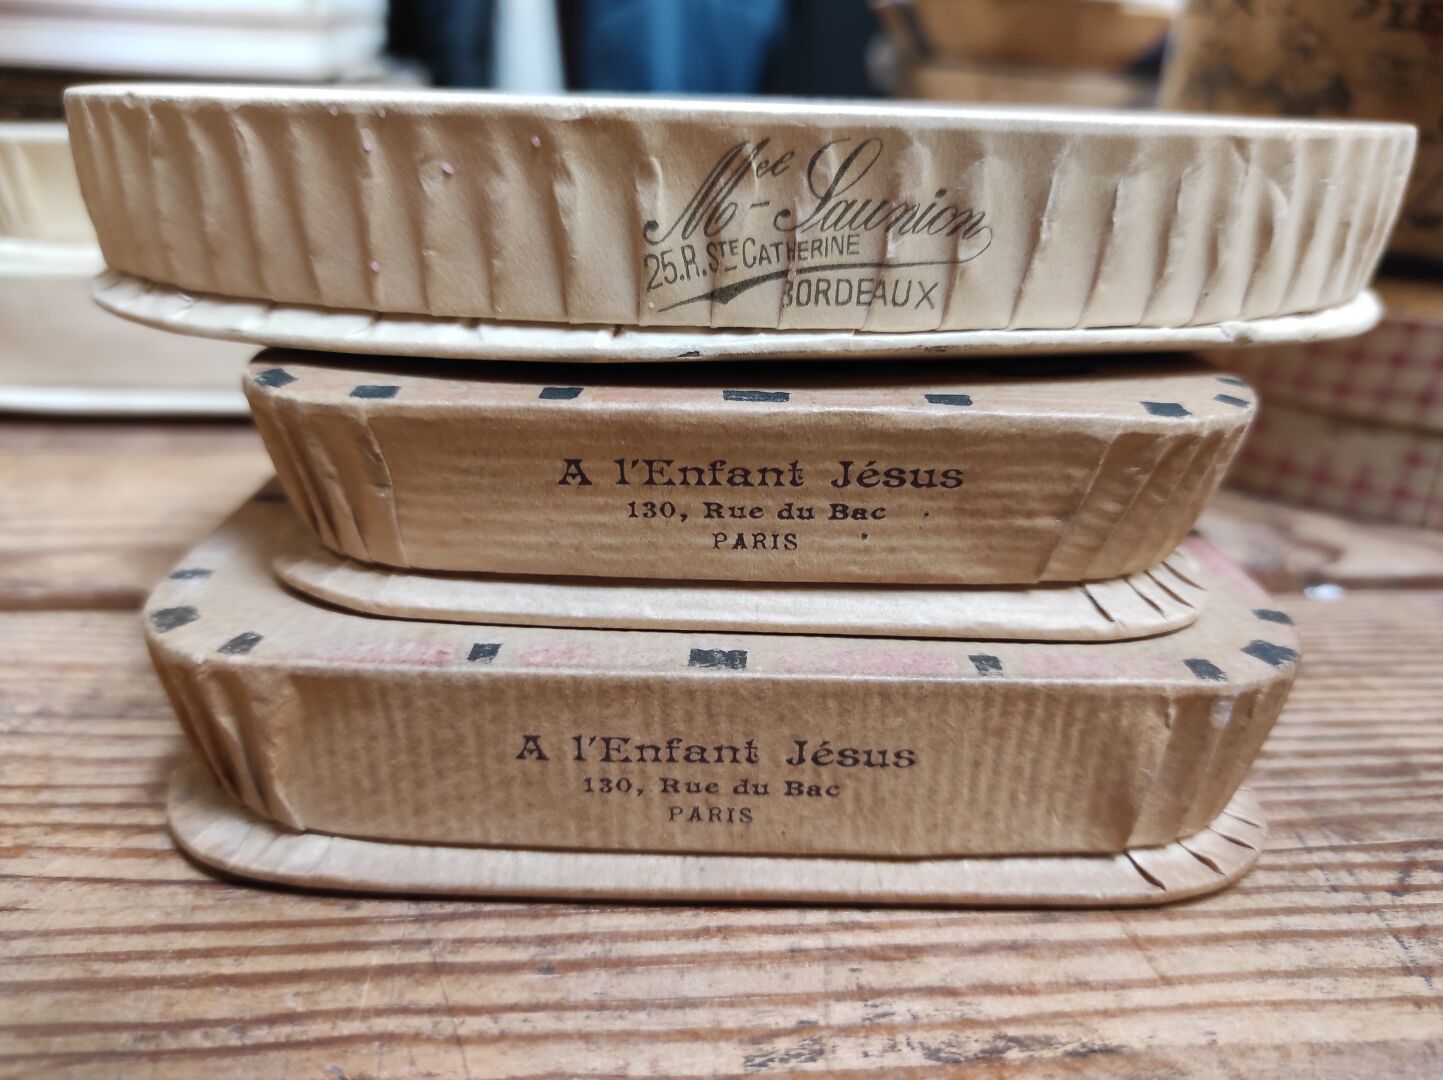 Mee - Saunion
25.R.STE CATHERINE
BORDEAUX
A l'Enfant Jésus
130, Rue du Bac
PARIS
A l'Enfant Jésus
130, Rue du Bac
PARIS